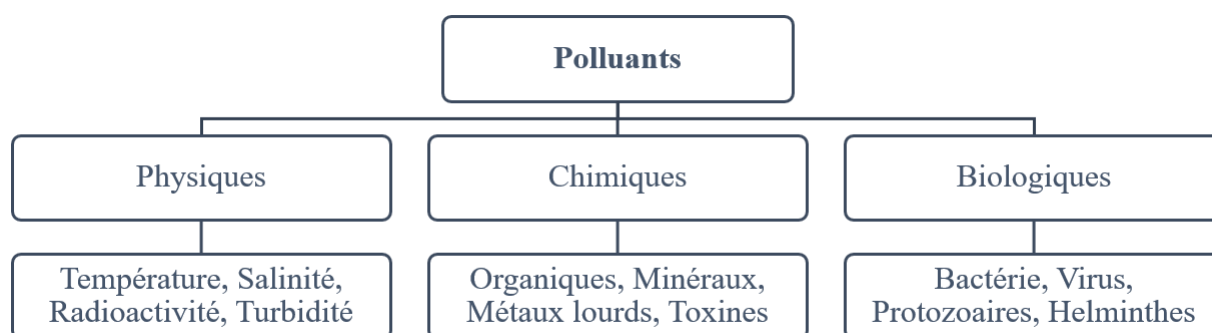 Polluants
Physiques
Chimiques
Biologiques
Température, Salinité,
Radioactivité, Turbidité
Organiques, Minéraux,
Métaux lourds, Toxines
Bactérie, Virus,
Protozoaires, Helminthes